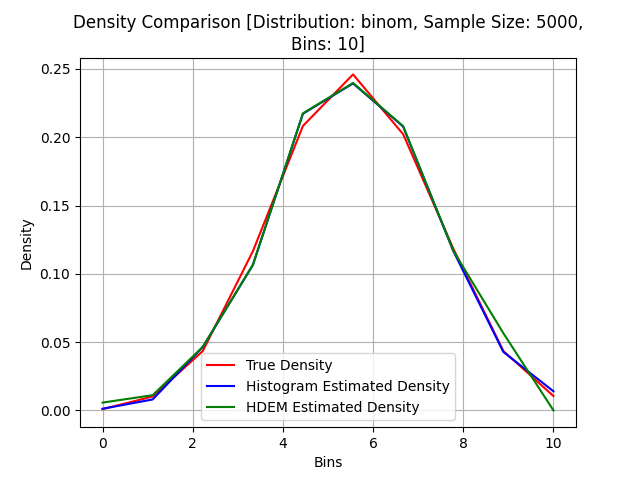 Density Comparison [Distribution: binom, Sample Size: 5000,
Bins: 10]
0.25
0.20
0.15
0.10
0.05
0.00
Density
True Density
Histogram Estimated Density
HDEM Estimated Density
0 2 4 6 8 10
Bins